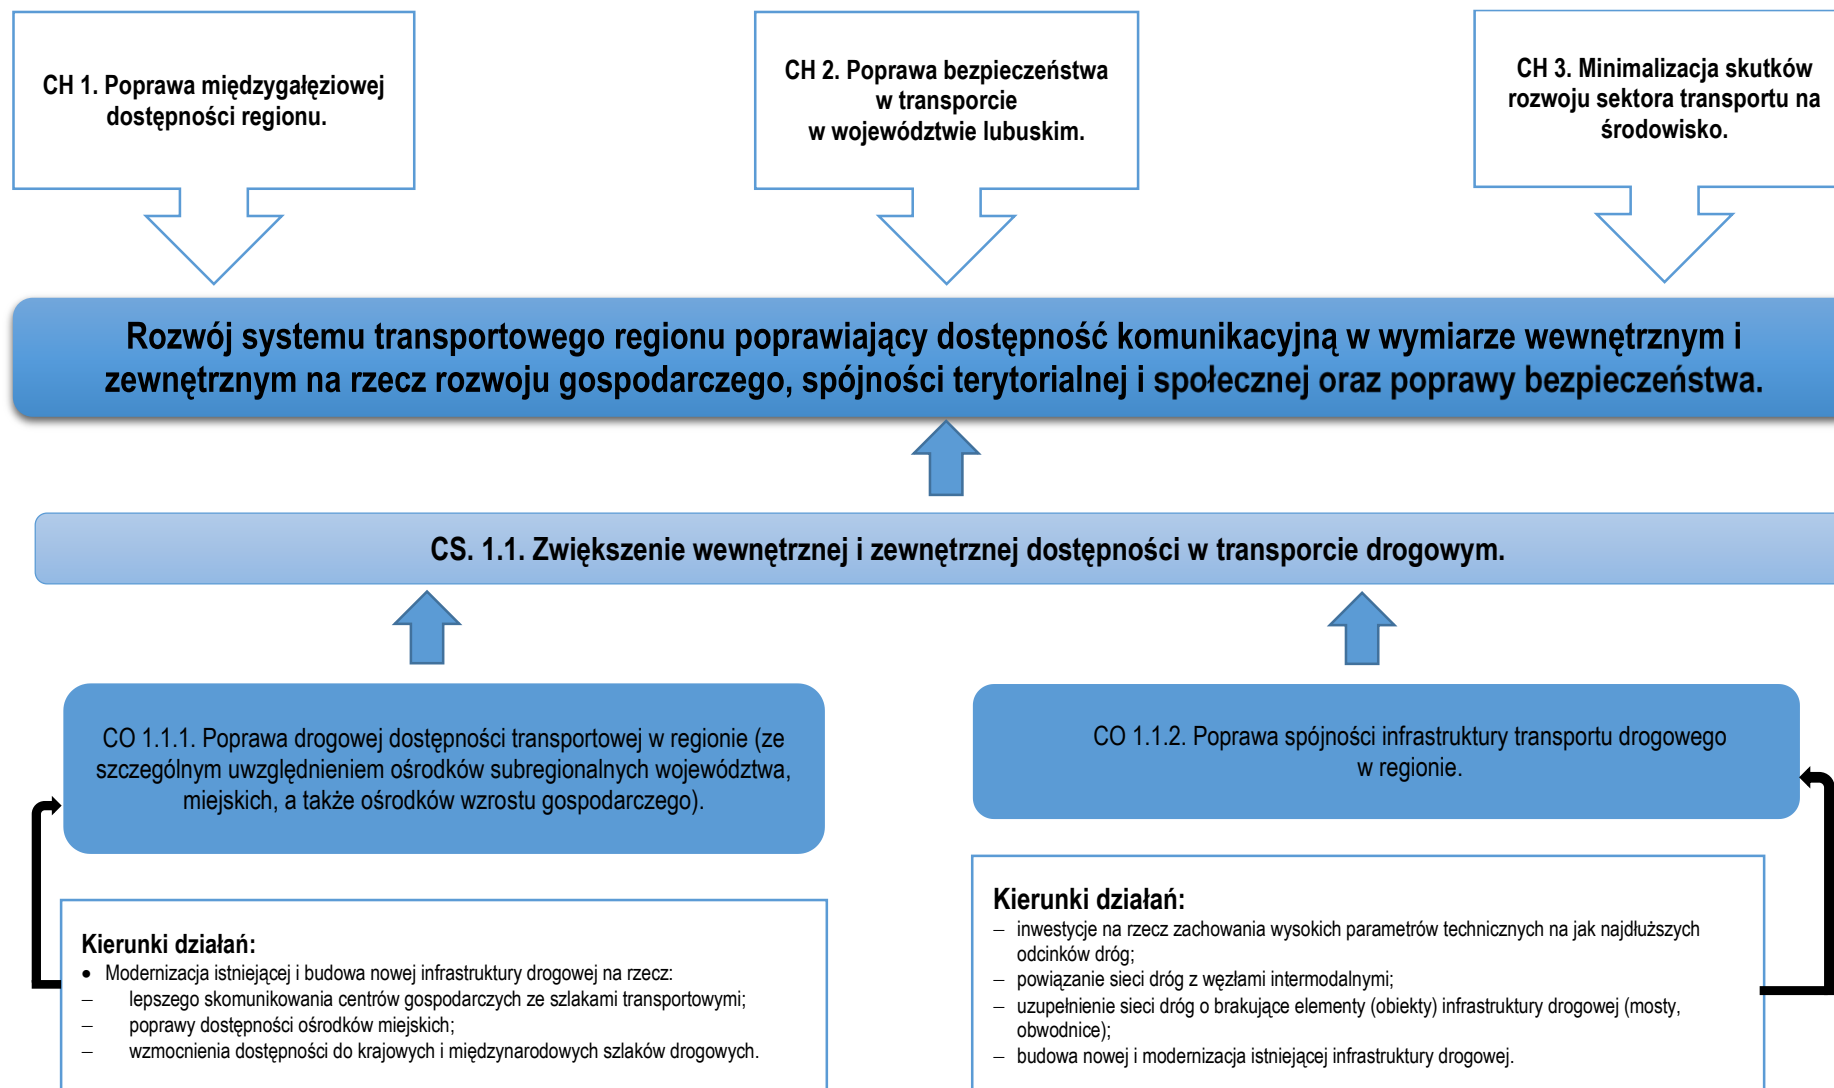 CH 1. Poprawa międzygałęziowej
dostępności regionu.
CH 2. Poprawa bezpieczeństwa
w transporcie
w województwie lubuskim.
CH 3. Minimalizacja skutków
rozwoju sektora transportu na
środowisko.
Rozwój systemu transportowego regionu poprawiający dostępność komunikacyjną w wymiarze wewnętrznym i
zewnętrznym na rzecz rozwoju gospodarczego, spójności terytorialnej i społecznej oraz poprawy bezpieczeństwa.
CS. 1.1. Zwiększenie wewnętrznej i zewnętrznej dostępności w transporcie drogowym.
CO 1.1.1. Poprawa drogowej dostępności transportowej w regionie (ze
szczególnym uwzględnieniem ośrodków subregionalnych województwa,
miejskich, a także ośrodków wzrostu gospodarczego).
CO 1.1.2. Poprawa spójności infrastruktury transportu drogowego
w regionie.
Kierunki działań:
• Modernizacja istniejącej i budowa nowej infrastruktury drogowej na rzecz:
– lepszego skomunikowania centrów gospodarczych ze szlakami transportowymi;
– poprawy dostępności ośrodków miejskich;
– wzmocnienia dostępności do krajowych i międzynarodowych szlaków drogowych.
Kierunki działań:
– inwestycje na rzecz zachowania wysokich parametrów technicznych na jak najdłuższych
odcinków dróg;
– powiązanie sieci dróg z węzłami intermodalnymi;
– uzupełnienie sieci dróg o brakujące elementy (obiekty) infrastruktury drogowej (mosty,
obwodnice);
– budowa nowej i modernizacja istniejącej infrastruktury drogowej.